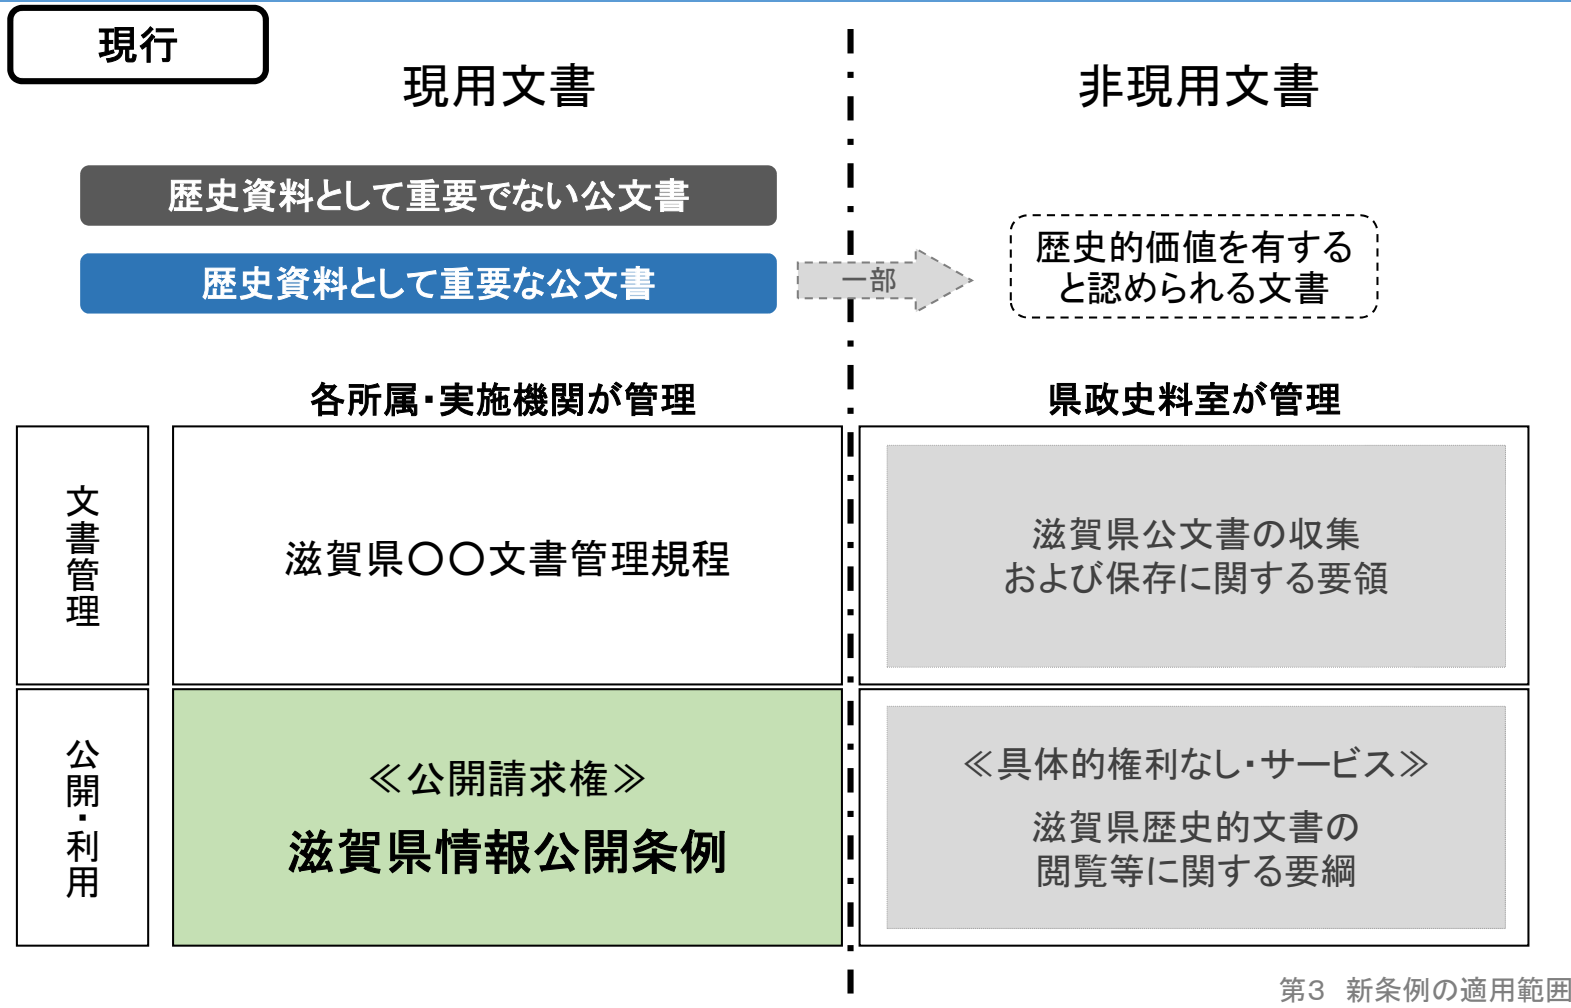 現行
現用文書
非現用文書
歴史資料として重要でない公文書
歴史資料として重要な公文書
一部
歴史的価値を有する
と認められる文書
各所属・実施機関が管理
県政史料室が管理
文書管理
滋賀県〇〇文書管理規程
滋賀県公文書の収集
および保存に関する要領
公開・利用
≪公開請求権≫
滋賀県情報公開条例
≪具体的権利なし・サービス≫
滋賀県歴史的文書の
閲覧等に関する要綱
第3　新条例の適用範囲